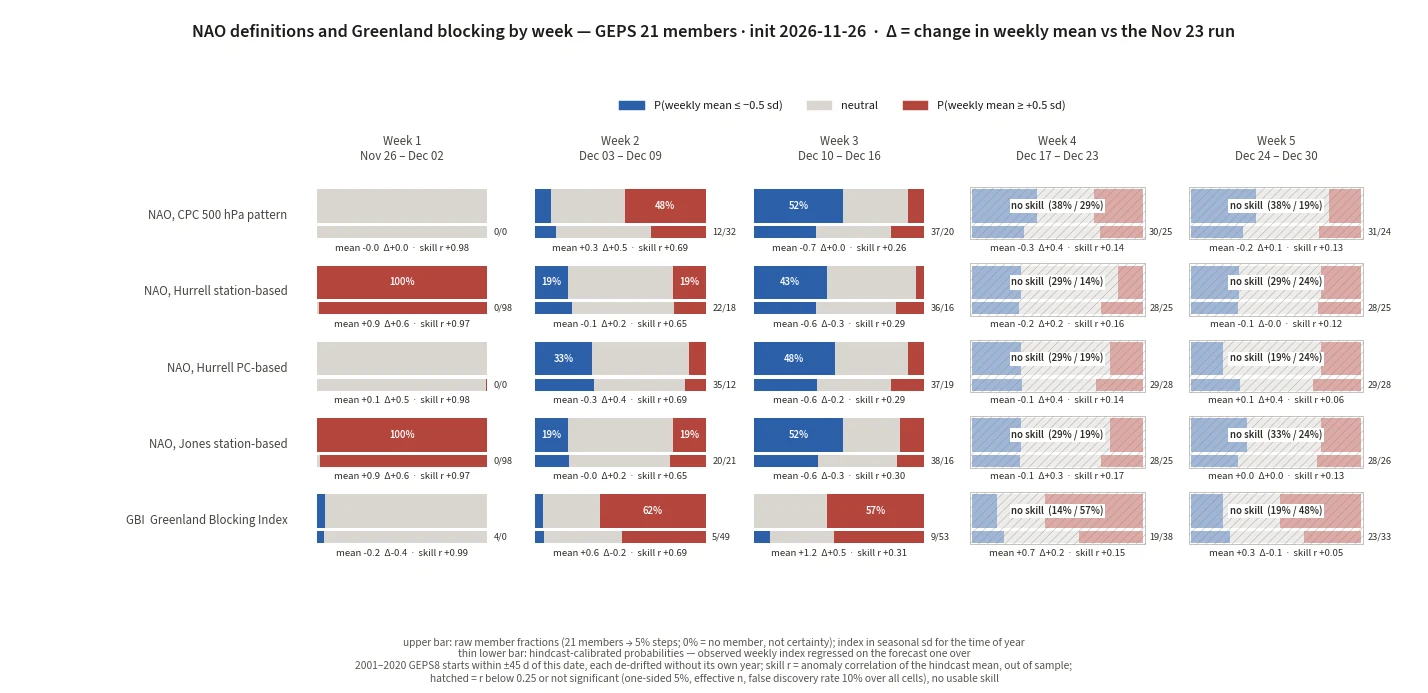 NAO definitions and Greenland blocking by week — GEPS 21 members · init 2026-11-26 · Δ = change in weekly mean vs the Nov 23 run
P(weekly mean ≤ −0.5 sd) neutral P(weekly mean ≥ +0.5 sd)
Week 1 Week 2 Week 3 Week 4 Week 5
Nov 26 – Dec 02 Dec 03 – Dec 09 Dec 10 – Dec 16 Dec 17 – Dec 23 Dec 24 – Dec 30
NAO, CPC 500 hPa pattern 48% 52% no skill (38% / 29%) no skill (38% / 19%)
0/0 12/32 37/20 30/25 31/24
mean -0.0 Δ+0.0 · skill r +0.98 mean +0.3 Δ+0.5 · skill r +0.69 mean -0.7 Δ+0.0 · skill r +0.26 mean -0.3 Δ+0.4 · skill r +0.14 mean -0.2 Δ+0.1 · skill r +0.13
NAO, Hurrell station-based 100% 19% 19% 43% no skill (29% / 14%) no skill (29% / 24%)
0/98 22/18 36/16 28/25 28/25
mean +0.9 Δ+0.6 · skill r +0.97 mean -0.1 Δ+0.2 · skill r +0.65 mean -0.6 Δ-0.3 · skill r +0.29 mean -0.2 Δ+0.2 · skill r +0.16 mean -0.1 Δ-0.0 · skill r +0.12
NAO, Hurrell PC-based 33% 48% no skill (29% / 19%) no skill (19% / 24%)
0/0 35/12 37/19 29/28 29/28
mean +0.1 Δ+0.5 · skill r +0.98 mean -0.3 Δ+0.4 · skill r +0.69 mean -0.6 Δ-0.2 · skill r +0.29 mean -0.1 Δ+0.4 · skill r +0.14 mean +0.1 Δ+0.4 · skill r +0.06
NAO, Jones station-based 100% 19% 19% 52% no skill (29% / 19%) no skill (33% / 24%)
0/98 20/21 38/16 28/25 28/26
mean +0.9 Δ+0.6 · skill r +0.97 mean -0.0 Δ+0.2 · skill r +0.65 mean -0.6 Δ-0.3 · skill r +0.30 mean -0.1 Δ+0.3 · skill r +0.17 mean +0.0 Δ+0.0 · skill r +0.13
GBI Greenland Blocking Index 62% 57% no skill (14% / 57%) no skill (19% / 48%)
4/0 5/49 9/53 19/38 23/33
mean -0.2 Δ-0.4 · skill r +0.99 mean +0.6 Δ-0.2 · skill r +0.69 mean +1.2 Δ+0.5 · skill r +0.31 mean +0.7 Δ+0.2 · skill r +0.15 mean +0.3 Δ-0.1 · skill r +0.05
upper bar: raw member fractions (21 members → 5% steps; 0% = no member, not certainty); index in seasonal sd for the time of year
thin lower bar: hindcast-calibrated probabilities — observed weekly index regressed on the forecast one over
2001–2020 GEPS8 starts within ±45 d of this date, each de-drifted without its own year; skill r = anomaly correlation of the hindcast mean, out of sample;
hatched = r below 0.25 or not significant (one-sided 5%, effective n, false discovery rate 10% over all cells), no usable skill